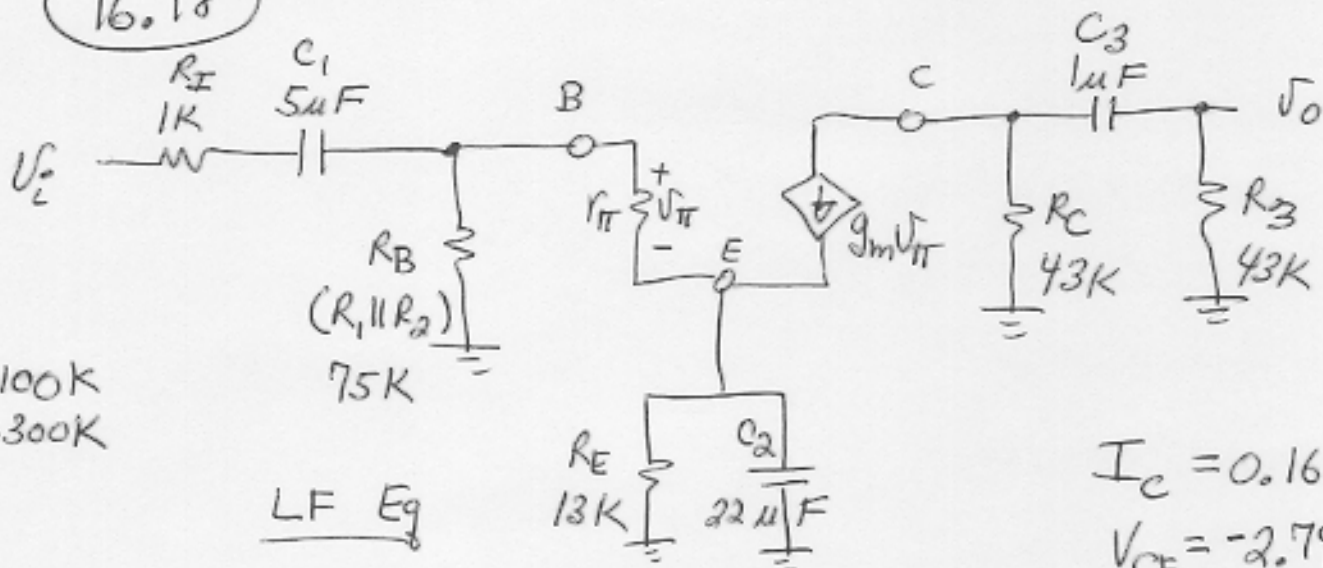 16.18
R_I
1K
C_1
5μF
B
C
C_3
1μF
v_o
v_i
r_π
+
v_π
-
E
g_m v_π
R_C
43K
R_3
43K
R_B
(R_1||R_2)
75K
100K
300K
LF Eq
R_E
13K
C_2
22μF
I_C = 0.16
= -2.7